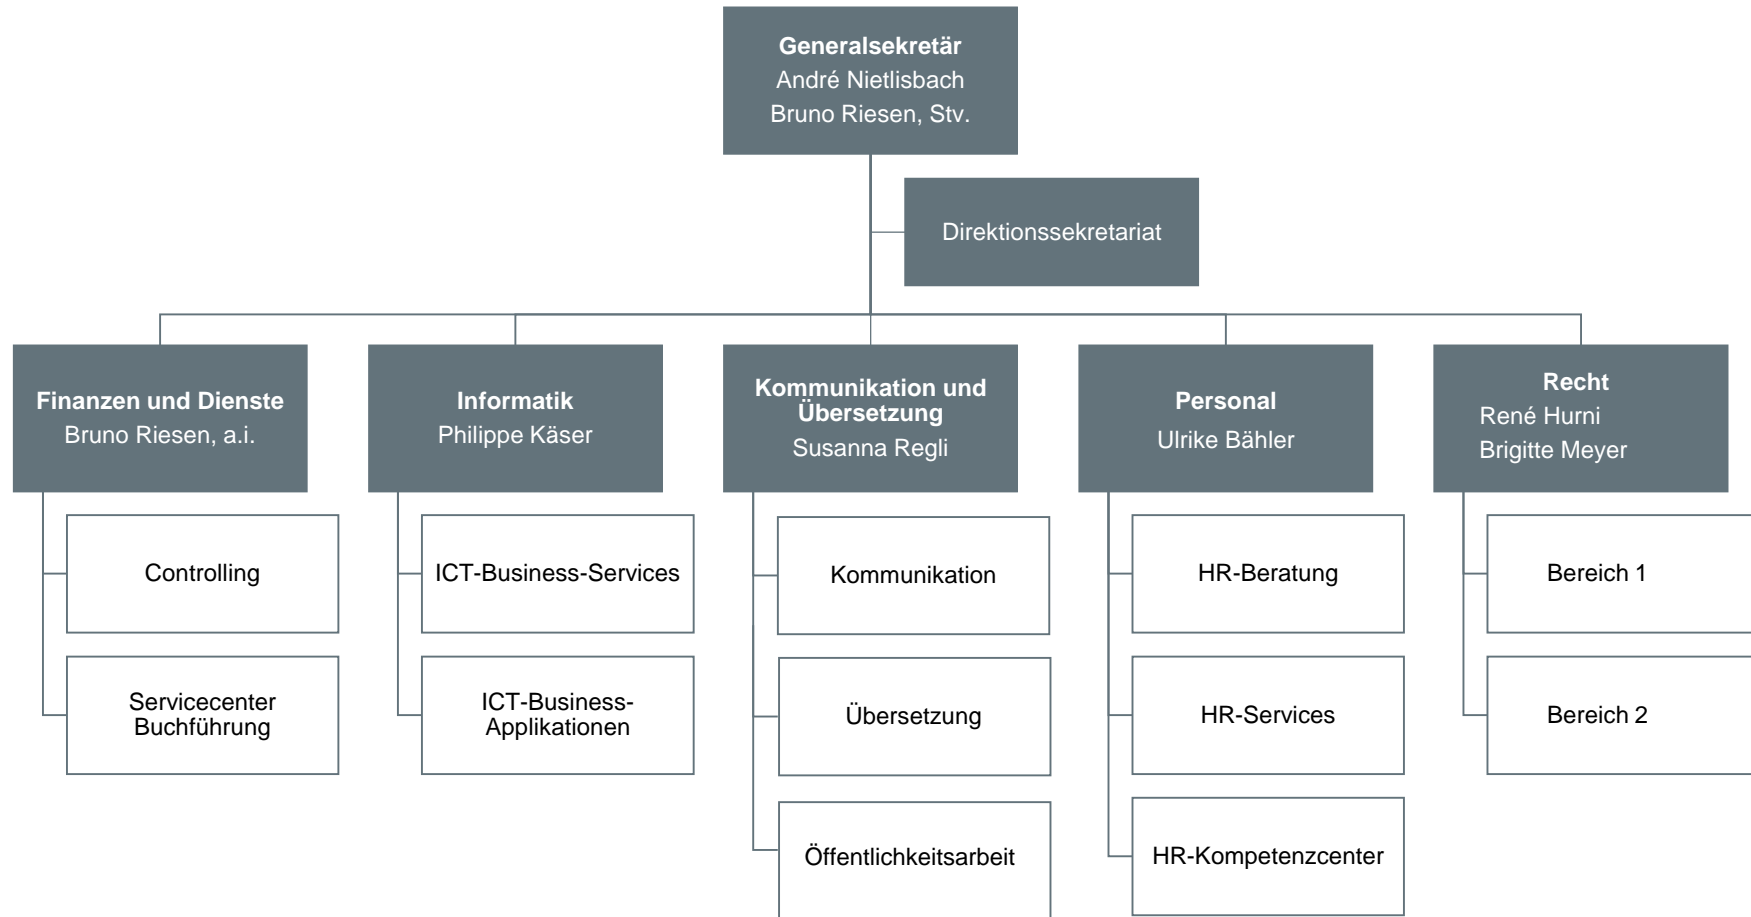 Generalsekretär
André Nietlisbach
Bruno Riesen, Stv.
Direktionssekretariat
Finanzen und Dienste
Bruno Riesen, a.i.
Informatik
Philippe Käser
Kommunikation und
Übersetzung
Susanna Regli
Personal
Ulrike Bähler
Recht
René Hurni
Brigitte Meyer
Controlling
Servicecenter
Buchführung
ICT-Business-Services
ICT-Business-
Applikationen
Kommunikation
Übersetzung
Öffentlichkeitsarbeit
HR-Beratung
HR-Services
HR-Kompetenzcenter
Bereich 1
Bereich 2